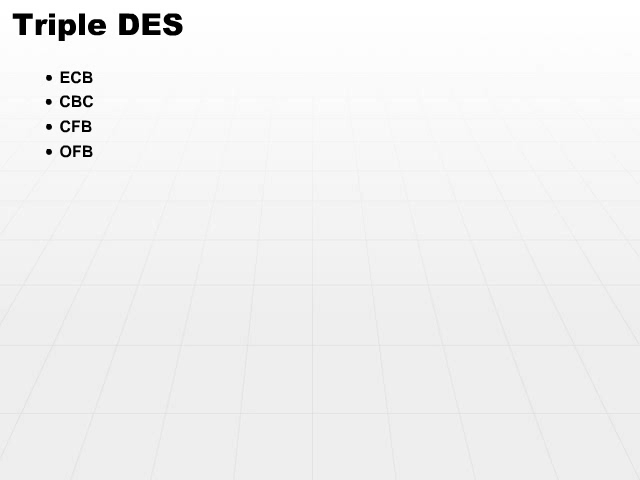 Triple DES
• ECB
• CBC
• CFB
• OFB